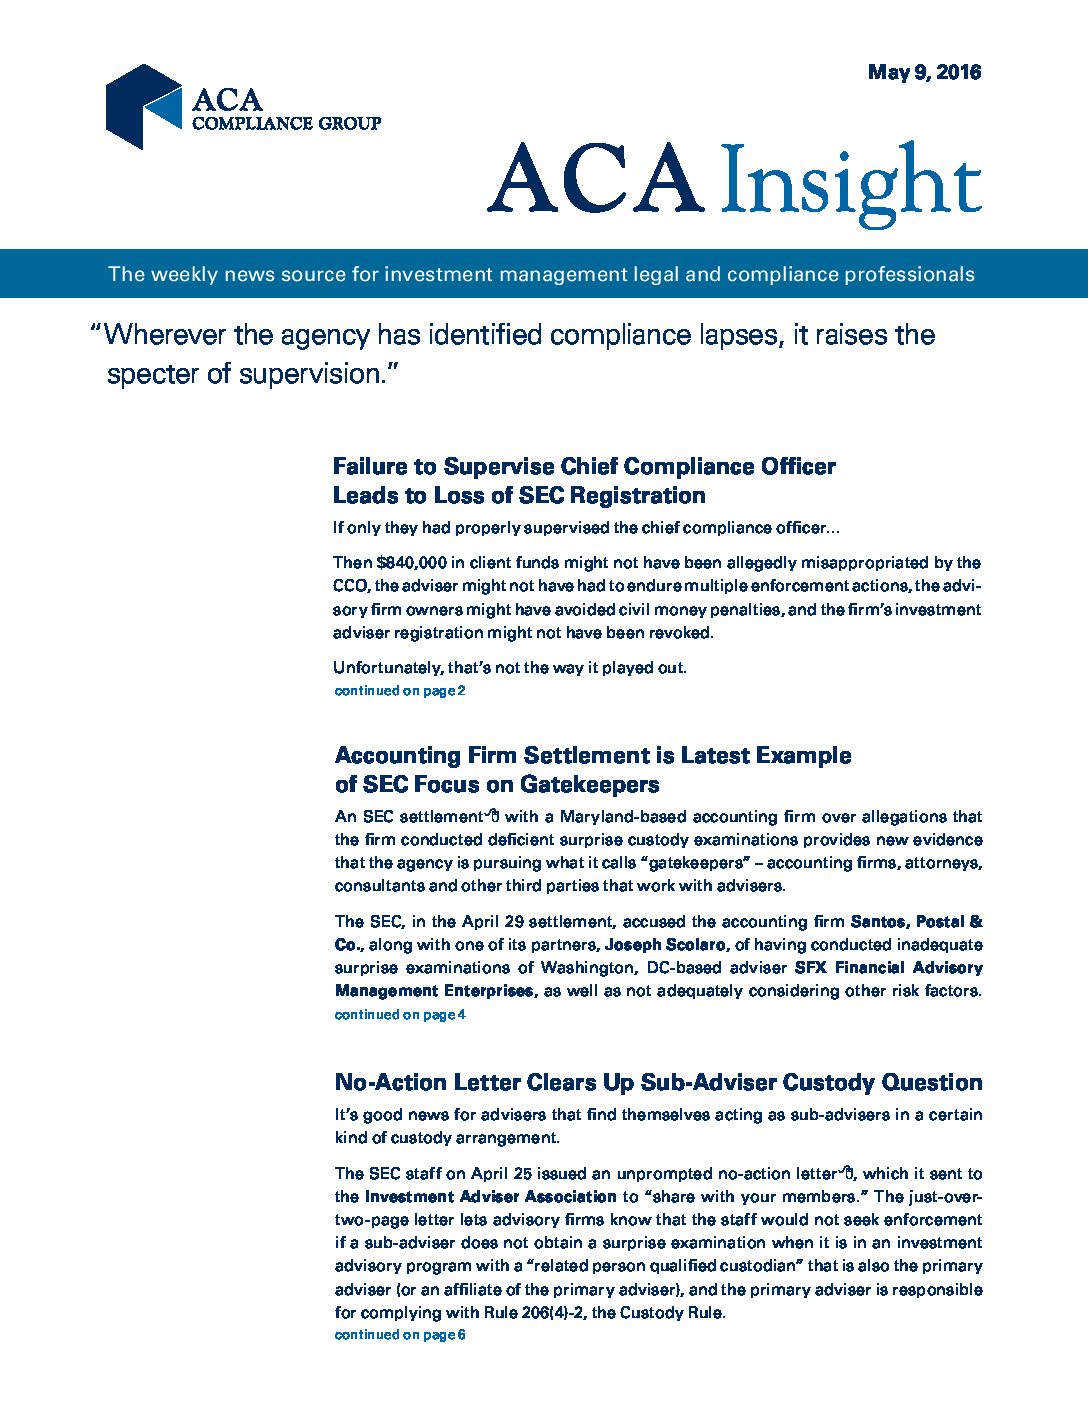 May 9, 2016
ACA
COMPLIANCE GROUP
ACA Insight
The weekly news source for investment management legal and compliance professionals
“Wherever the agency has identified compliance lapses, it raises the
specter of supervision.”
Failure to Supervise Chief Compliance Officer
Leads to Loss of SEC Registration
If only they had properly supervised the chief compliance officer...
Then $840,000 in client funds might not have been allegedly misappropriated by the
CCO, the adviser might not have had to endure multiple enforcement actions, the advi-
sory firm owners might have avoided civil money penalties, and the firm’s investment
adviser registration might not have been revoked.
Unfortunately, that’s not the way it played out.
continued on page 2
Accounting Firm Settlement is Latest Example
of SEC Focus on Gatekeepers
An SEC settlement with a Maryland-based accounting firm over allegations that
the firm conducted deficient surprise custody examinations provides new evidence
that the agency is pursuing what it calls “gatekeepers” – accounting firms, attorneys,
consultants and other third parties that work with advisers.
The SEC, in the April 29 settlement, accused the accounting firm Santos, Postal &
Co., along with one of its partners, Joseph Scolaro, of having conducted inadequate
surprise examinations of Washington, DC-based adviser SFX Financial Advisory
Management Enterprises, as well as not adequately considering other risk factors.
continued on page 4
No-Action Letter Clears Up Sub-Adviser Custody Question
It’s good news for advisers that find themselves acting as sub-advisers in a certain
kind of custody arrangement.
The SEC staff on April 25 issued an unprompted no-action letter, which it sent to
the Investment Adviser Association to “share with your members.” The just-over-
two-page letter lets advisory firms know that the staff would not seek enforcement
if a sub-adviser does not obtain a surprise examination when it is in an investment
advisory program with a “related person qualified custodian” that is also the primary
adviser (or an affiliate of the primary adviser), and the primary adviser is responsible
for complying with Rule 206(4)-2, the Custody Rule.
continued on page 6